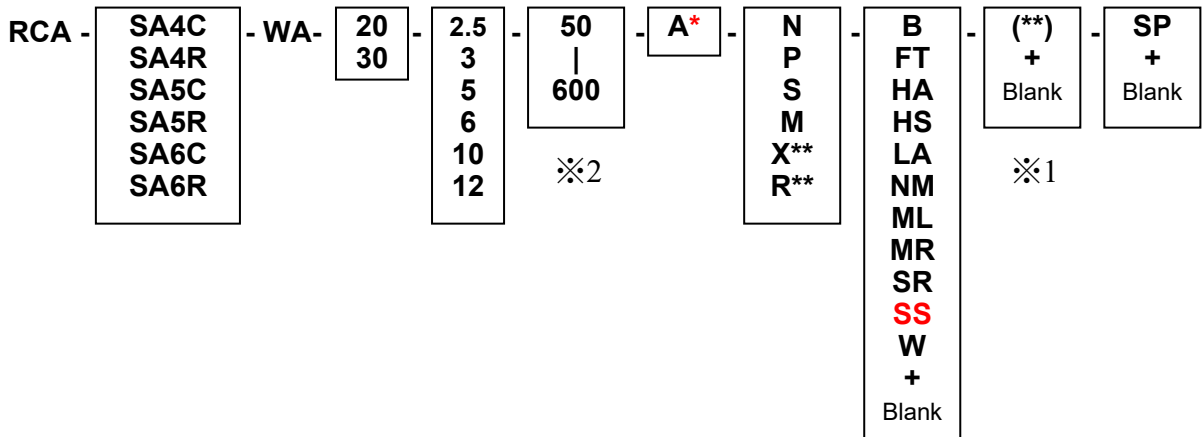 RCA - SA4C - WA- 20 - 2.5 - 50 - A* - N - B - (**) - SP
SA4R 30 3 | P FT + +
SA5C 5 600 S HA Blank Blank
SA5R 6 M HS
SA6C 10 ※2 X** LA ※1
SA6R 12 R** NM
ML
MR
SR
SS
W
+
Blank